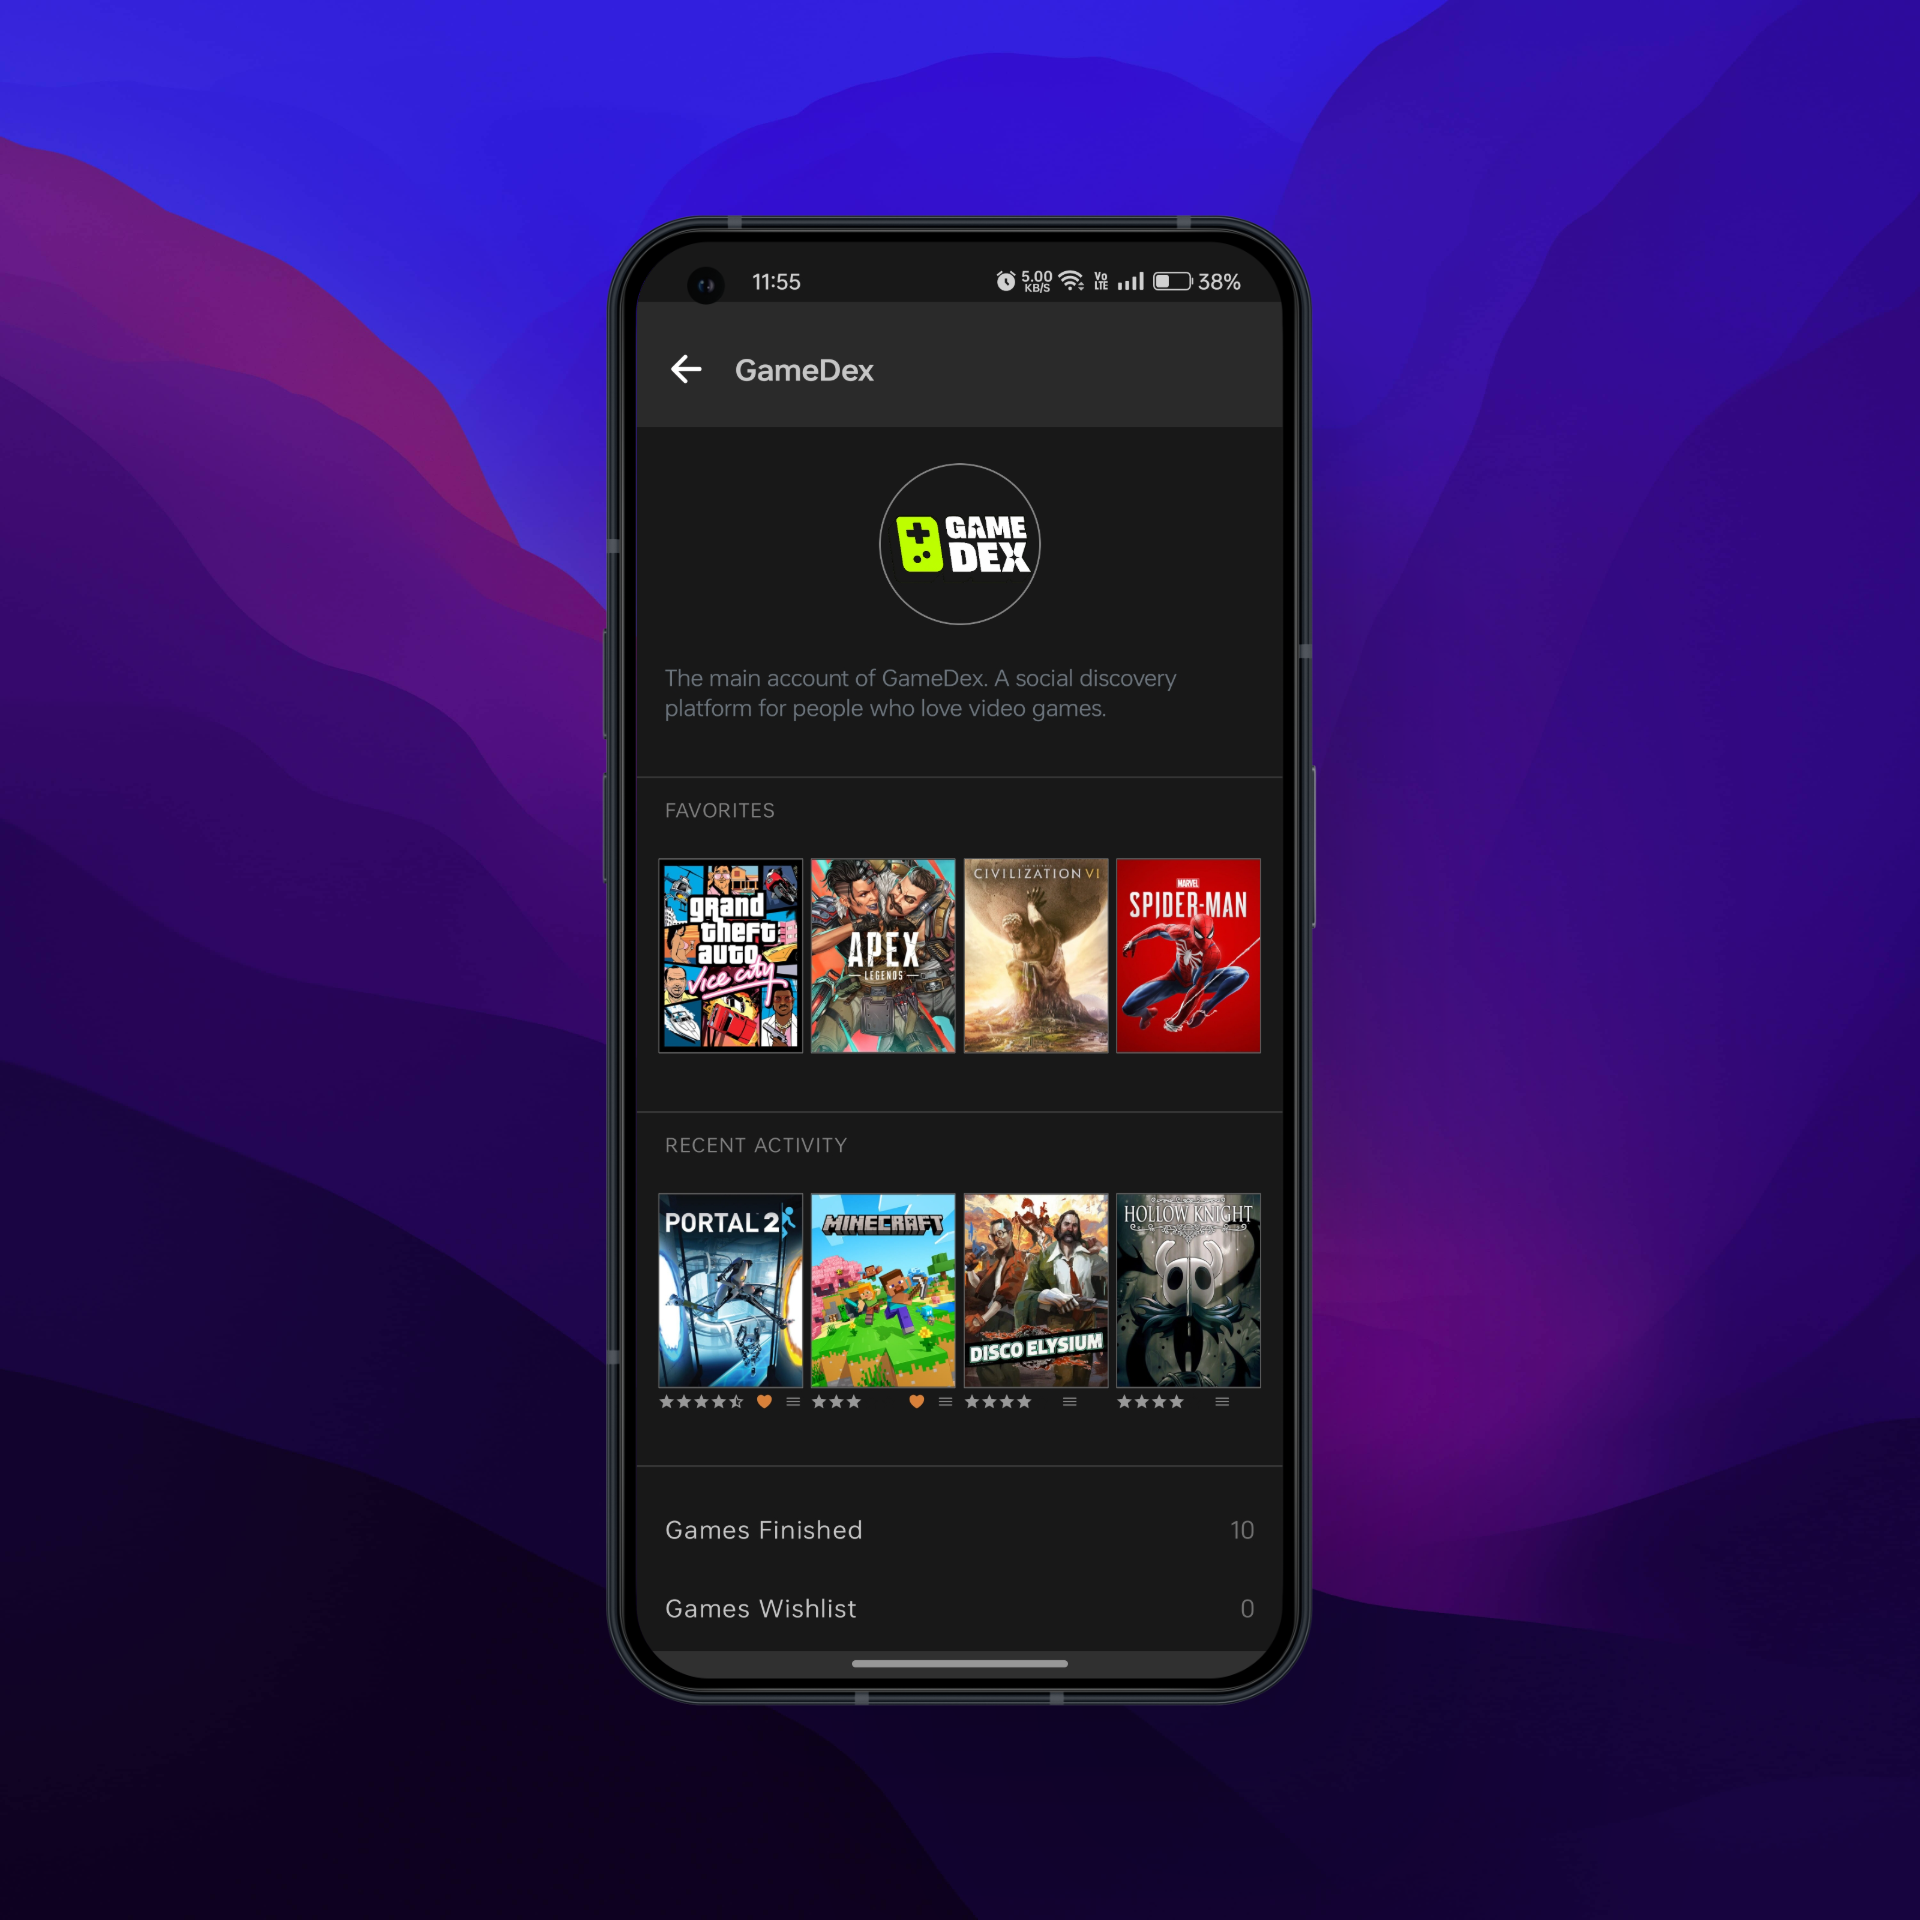 11:55
5.00
KB/S
Vo
LTE
38%
GameDex
GAME
DEX
The main account of GameDex. A social discovery
platform for people who love video games.
FAVORITES
grand
theft
auto
vice city
APEX
LEGENDS
CIVILIZATION VI
MARVEL
SPIDER-MAN
RECENT ACTIVITY
PORTAL 2
MINECRAFT
DISCO ELYSIUM
HOLLOW KNIGHT
Games Finished
10
Games Wishlist
0